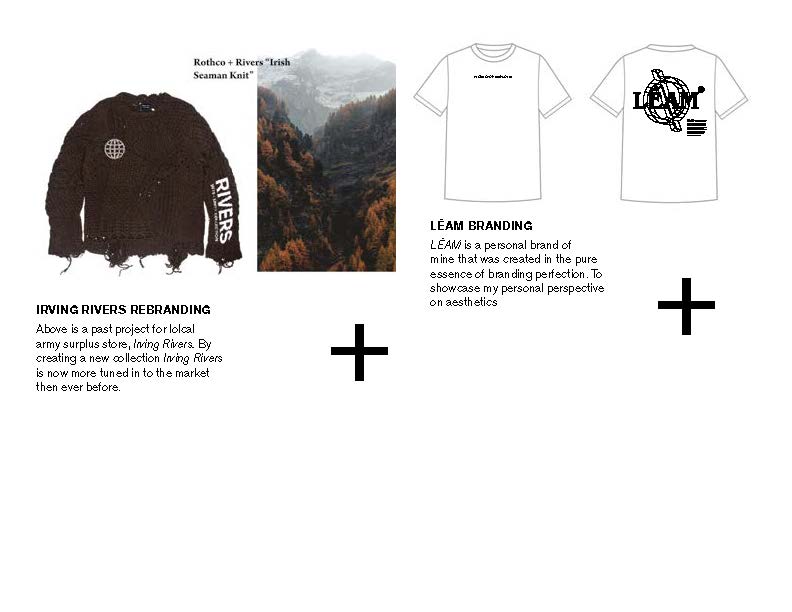 Rothco + Rivers "Irish
Seaman Knit"
RIVERS
LĒAM
IRVING RIVERS REBRANDING
Above is a past project for lolcal
army surplus store, Irving Rivers. By
creating a new collection Irving Rivers
is now more tuned in to the market
then ever before.
LĒAM BRANDING
LĒAM is a personal brand of
mine that was created in the pure
essence of branding perfection. To
showcase my personal perspective
on aesthetics